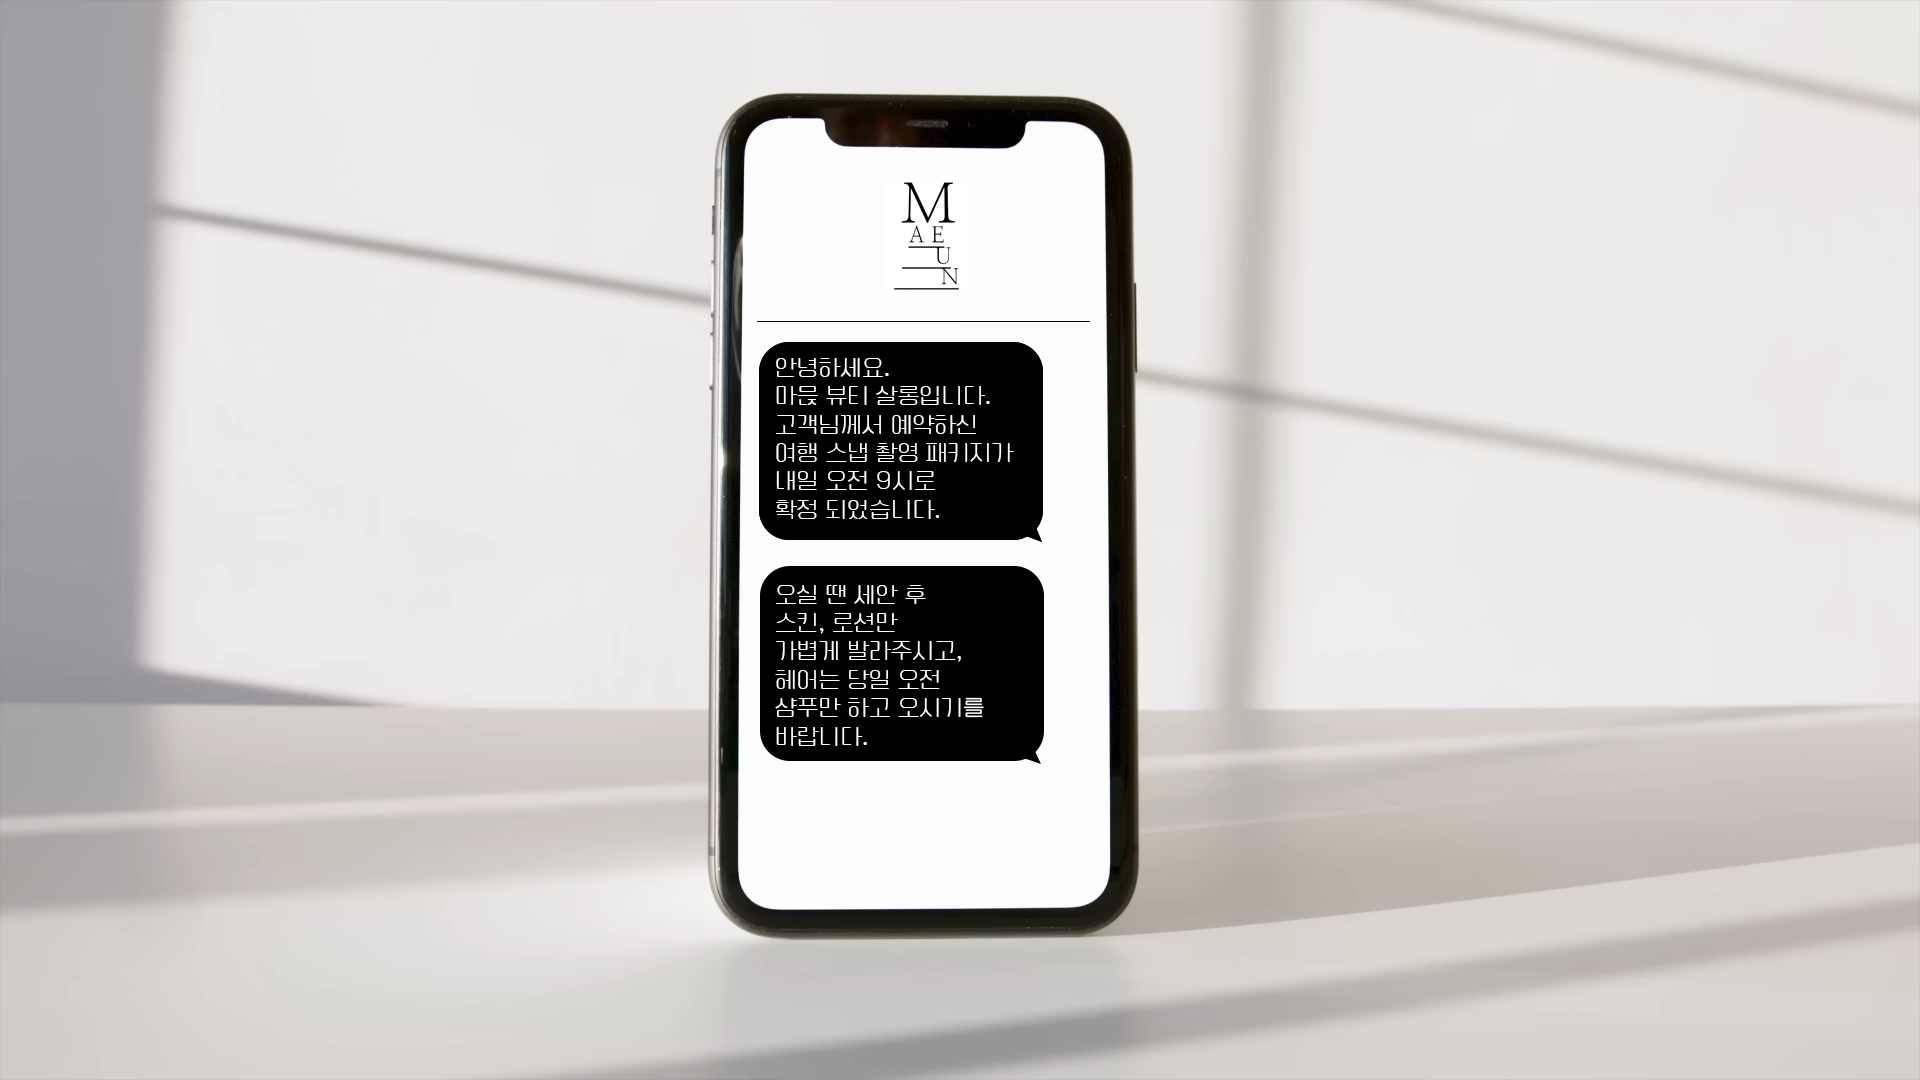 M
A E
U
N
안녕하세요.
마믅 뷰티 살롱입니다.
고객님께서 예약하신
여행 스냅 촬영 패키지가
내일 오전 9시로
확정 되었습니다.
오실 땐 세안 후
스킨, 로션만
가볍게 발라주시고,
헤어는 당일 오전
샴푸만 하고 오시기를
바랍니다.